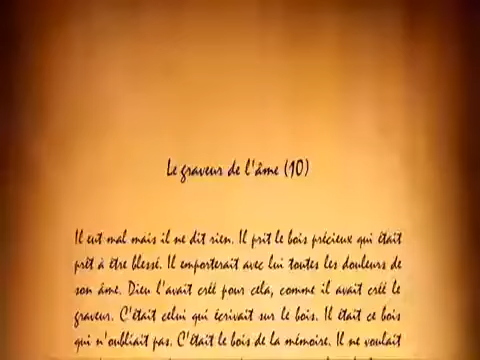 Le graveur de l'âme (10)
Il eut mal mais il ne dit rien. Il prit le bois précieux qui était
prêt à être blessé. Il emporterait avec lui toutes les douleurs de
son âme. Dieu l'avait créé pour cela, comme il avait créé le
graveur. C'était celui qui écrivait sur le bois. Il était ce bois
qui n'oubliait pas. C'était le bois de la mémoire. Il ne voulait